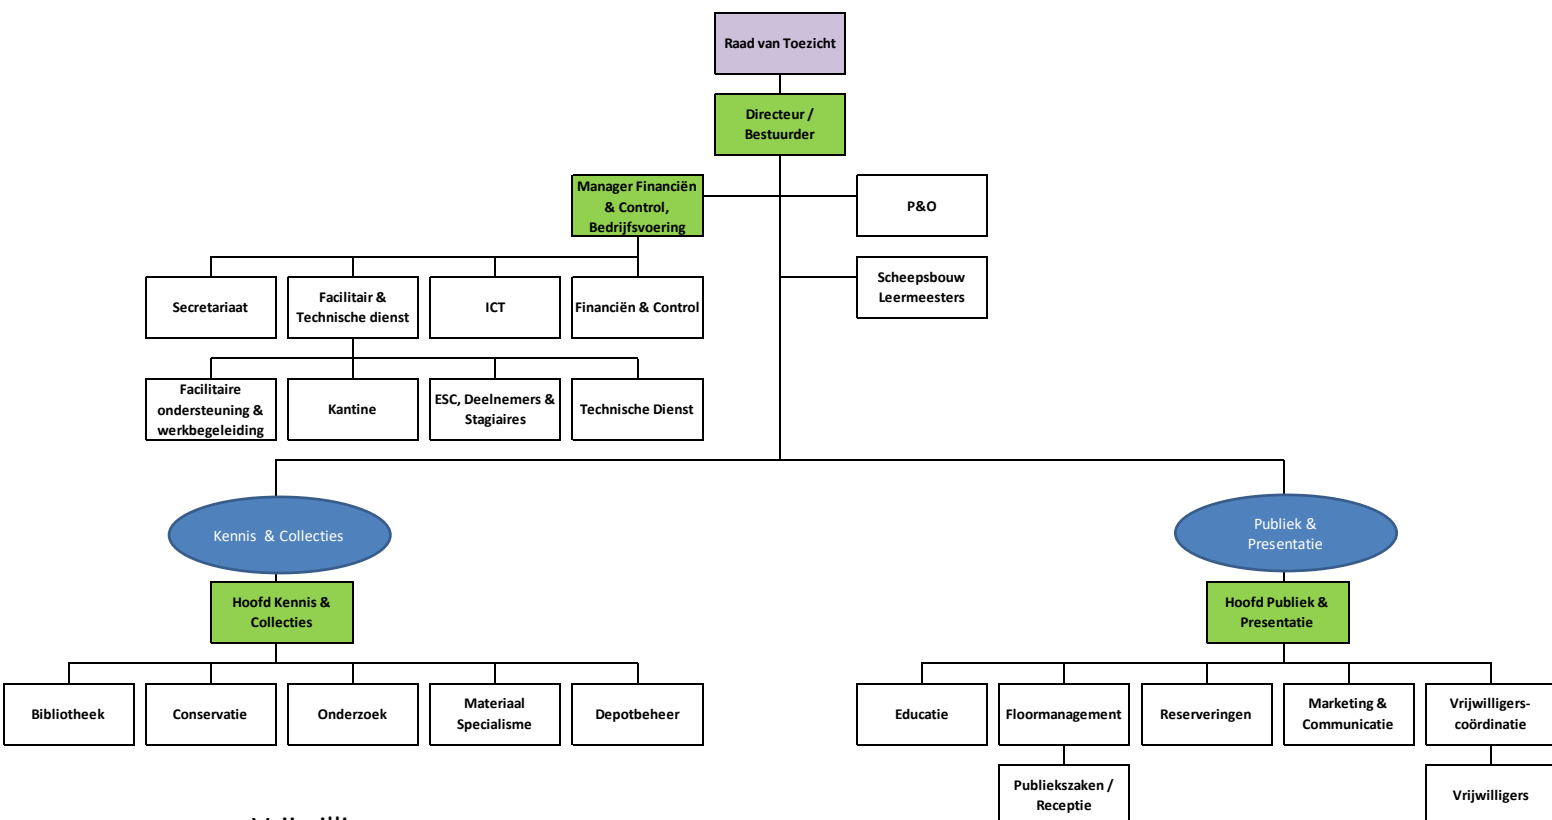 Raad van Toezicht
Directeur /
Bestuurder
Manager Financiën
& Control,
Bedrijfsvoering
P&O
Scheepsbouw
Leermeesters
Secretariaat
Facilitair &
Technische dienst
ICT
Financiën & Control
Facilitaire
ondersteuning &
werkbegeleiding
Kantine
ESC, Deelnemers &
Stagiaires
Technische Dienst
Kennis & Collecties
Publiek &
Presentatie
Hoofd Kennis &
Collecties
Hoofd Publiek &
Presentatie
Bibliotheek
Conservatie
Onderzoek
Materiaal
Specialisme
Depotbeheer
Educatie
Floormanagement
Reserveringen
Marketing &
Communicatie
Vrijwilligers-
coördinatie
Publiekszaken /
Receptie
Vrijwilligers